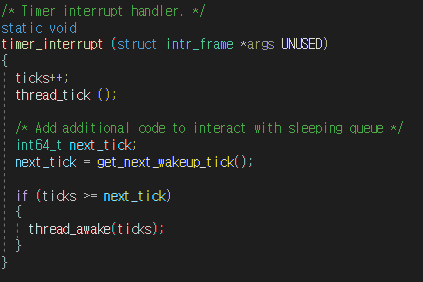 /* Timer interrupt handler. */
static void
timer_interrupt (struct intr_frame *args UNUSED)
{
  ticks++;
  thread_tick ();

  /* Add additional code to interact with sleeping queue */
  int64_t next_tick;
  next_tick = get_next_wakeup_tick();

  if (ticks >= next_tick)
  {
    thread_awake(ticks);
  }
}